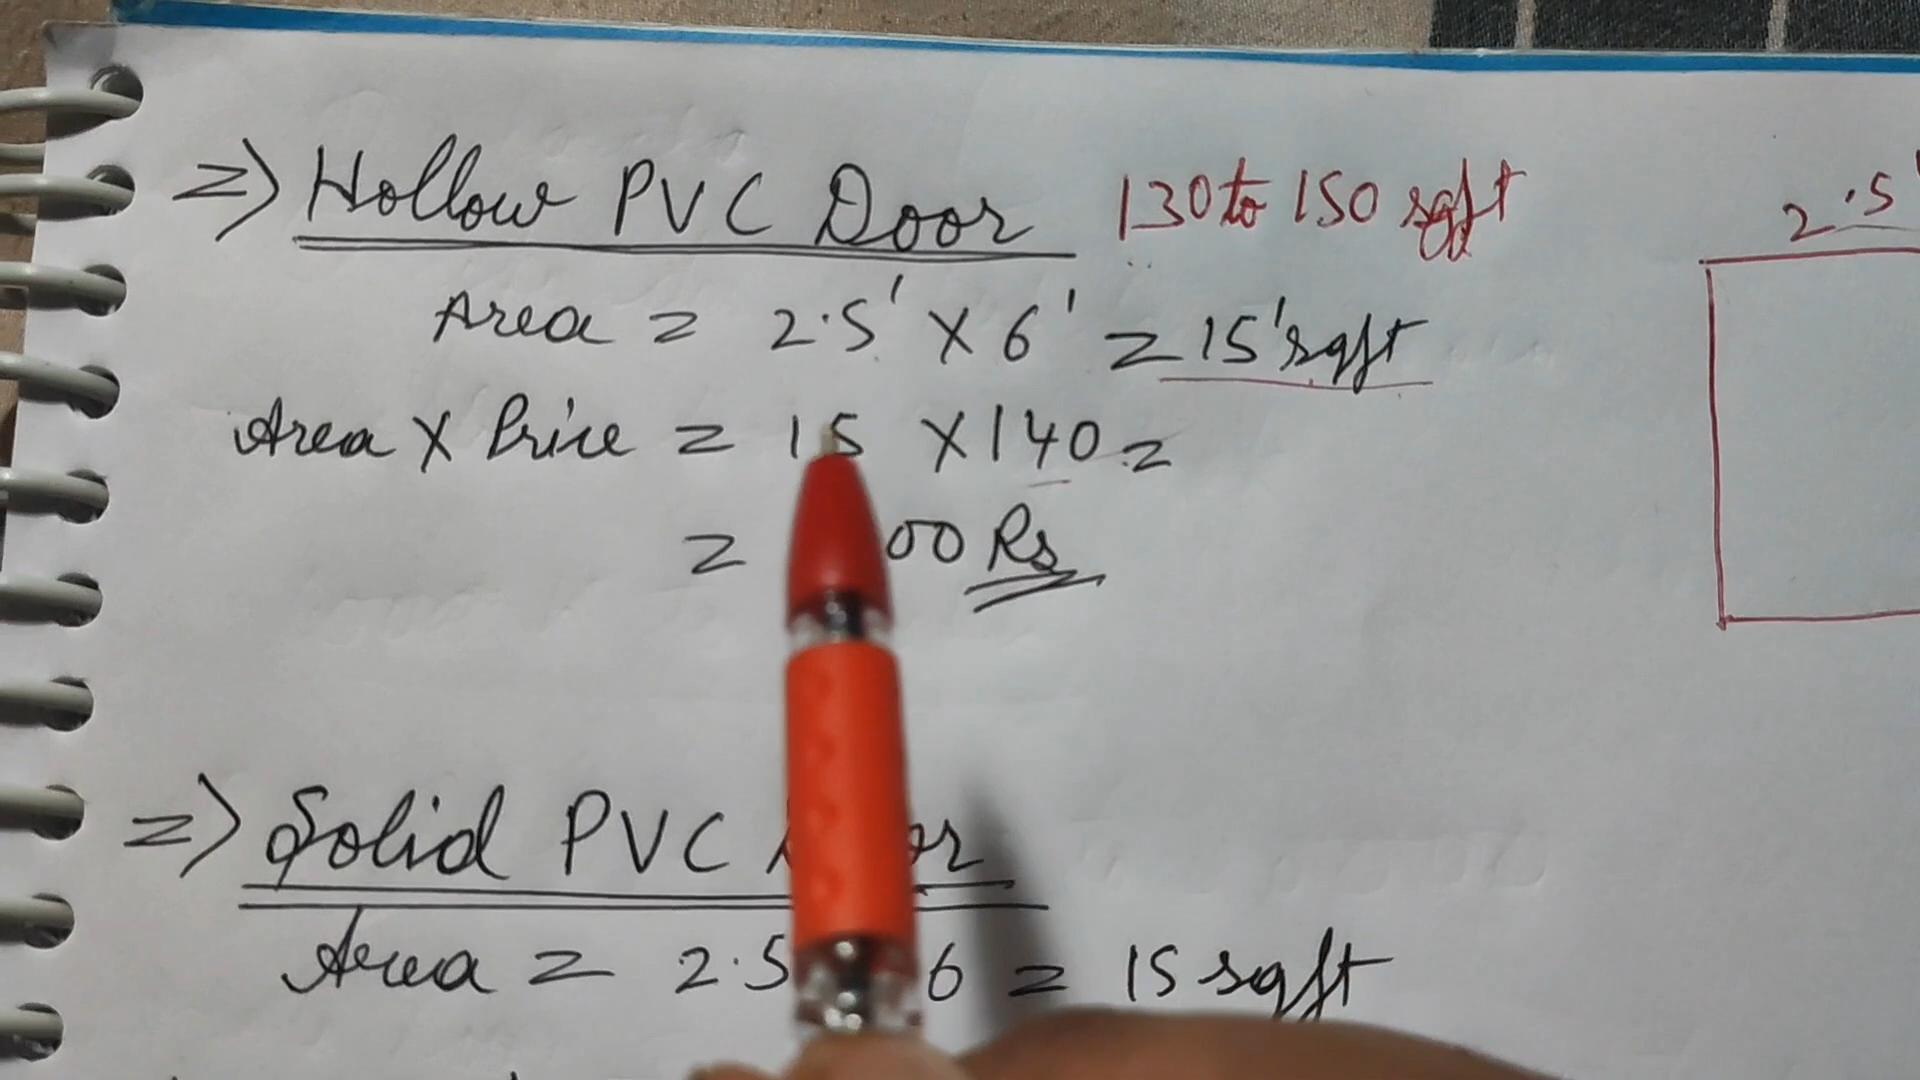 => Hollow PVC Door 130 to 150 sqft
2.5'
Area = 2.5' X 6' = 15' sqft
Area X Price = 15 X 140 =
= 00 Rs
=> Solid PVC
Area = 2.5 6 = 15 sqft